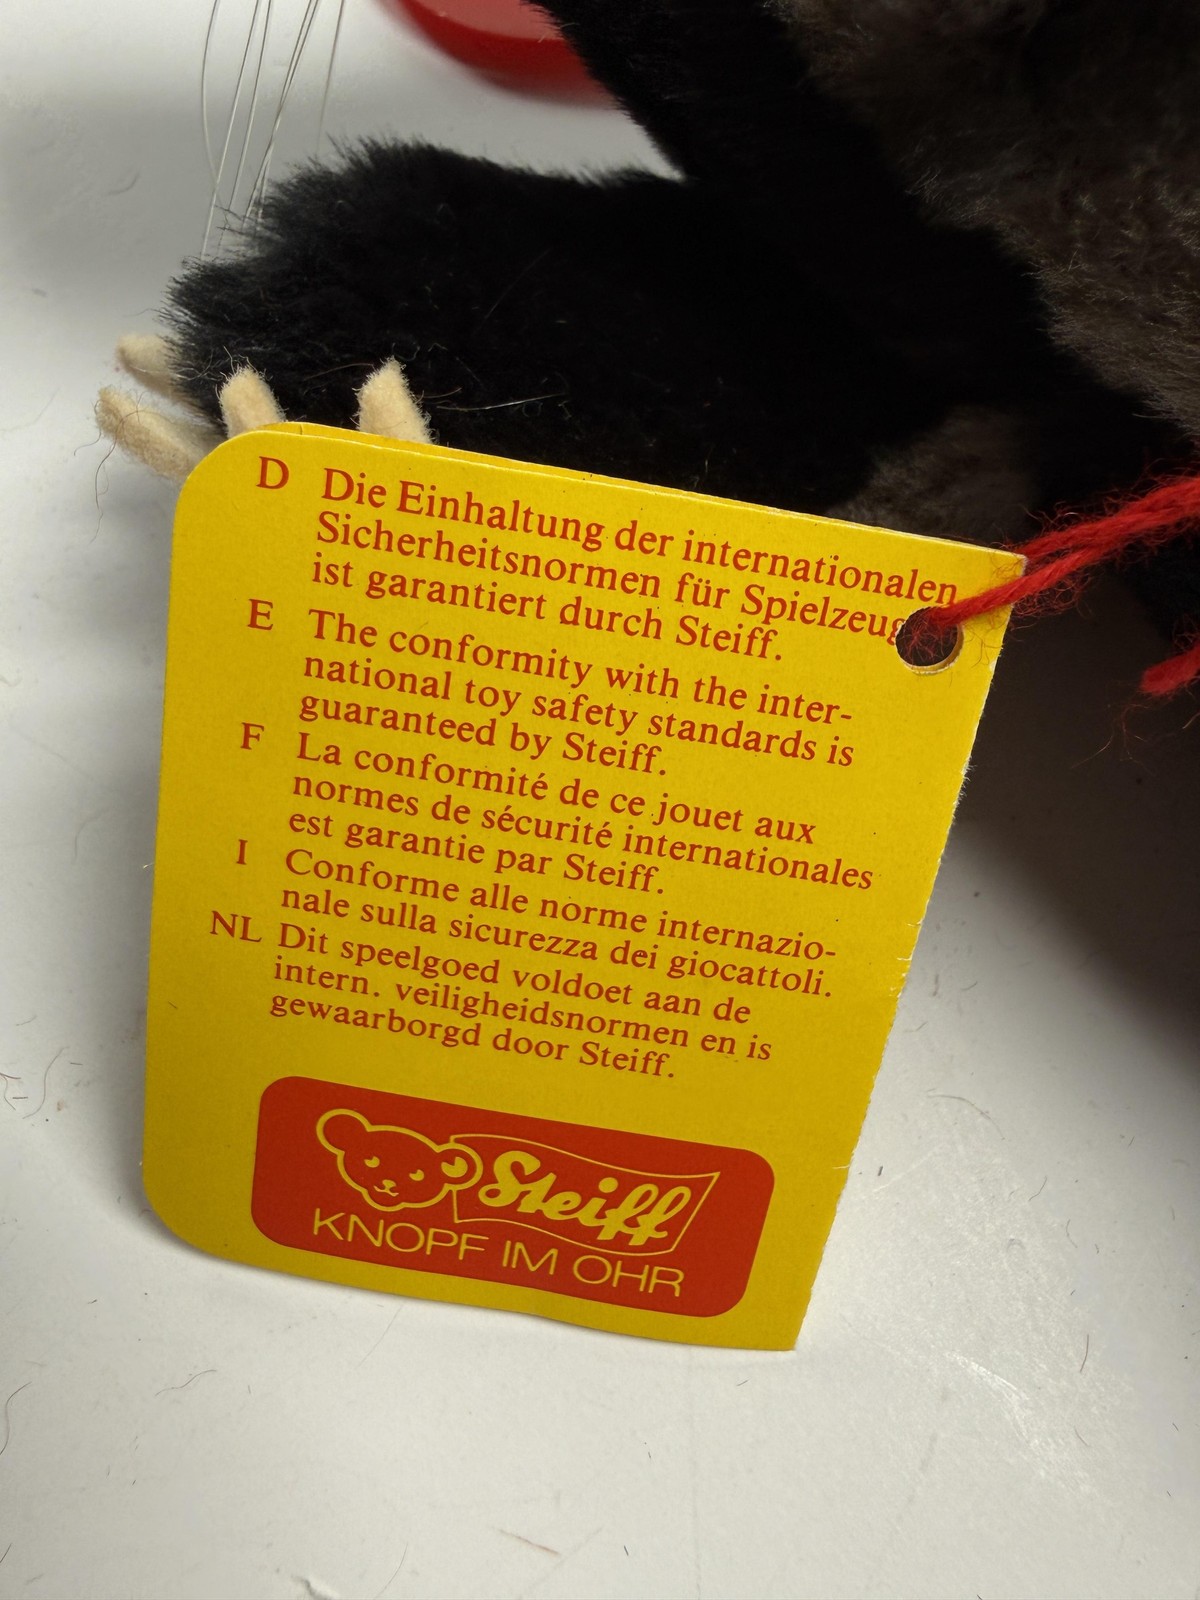 D Die Einhaltung der internationalen
Sicherheitsnormen für Spielzeug
ist garantiert durch Steiff.
E The conformity with the inter-
national toy safety standards is
guaranteed by Steiff.
F La conformité de ce jouet aux
normes de sécurité internationales
est garantie par Steiff.
I Conforme alle norme internazio-
nale sulla sicurezza dei giocattoli.
NL Dit speelgoed voldoet aan de
intern. veiligheidsnormen en is
gewaarborgd door Steiff.
Steiff
KNOPF IM OHR